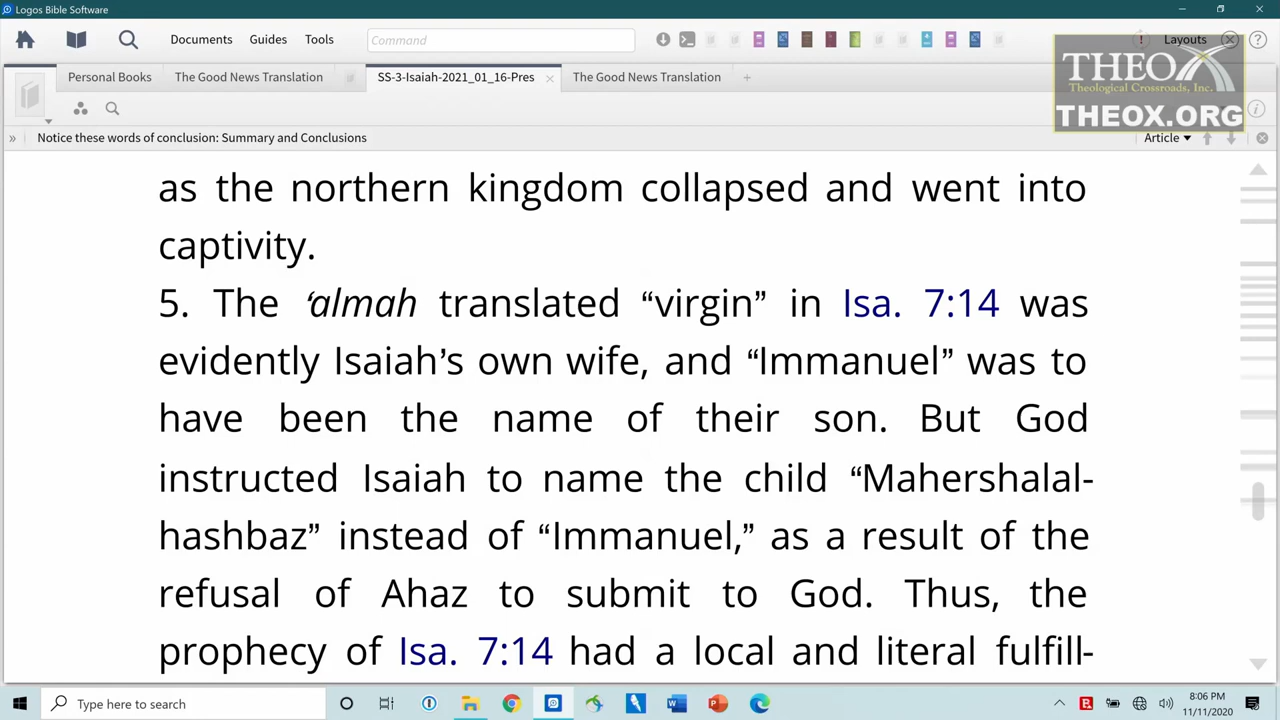 Logos Bible Software
Documents Guides Tools Command Layouts
THEOX
Theological Crossroads, Inc.
THEOX.ORG
Personal Books The Good News Translation SS-3-Isaiah-2021_01_16-Pres The Good News Translation
Notice these words of conclusion: Summary and Conclusions Article
as the northern kingdom collapsed and went into
captivity.
5. The ‘almah translated “virgin” in Isa. 7:14 was
evidently Isaiah’s own wife, and “Immanuel” was to
have been the name of their son. But God
instructed Isaiah to name the child “Mahershalal-
hashbaz” instead of “Immanuel,” as a result of the
refusal of Ahaz to submit to God. Thus, the
prophecy of Isa. 7:14 had a local and literal fulfill-
Type here to search
8:06 PM
11/11/2020